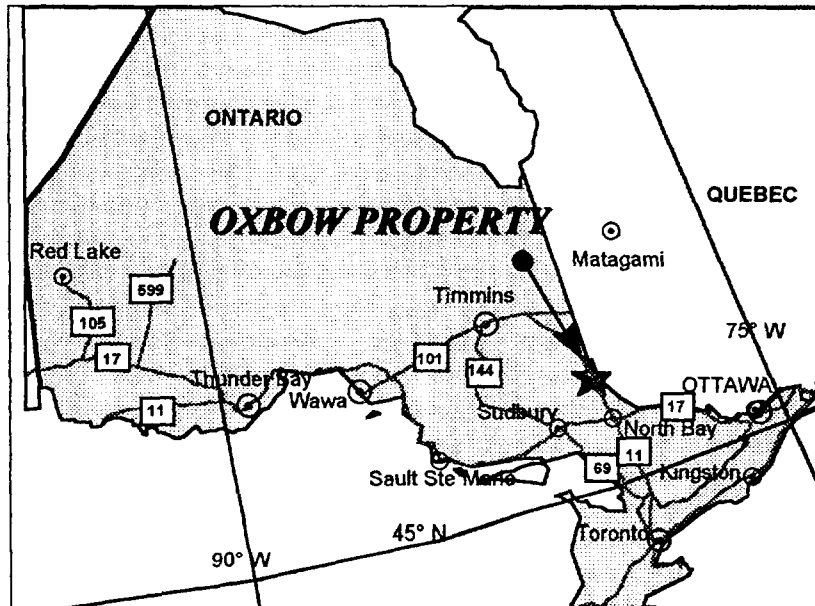 ONTARIO
QUEBEC
OXBOW PROPERTY
Red Lake
Matagami
599
Timmins
105
75° W
17
101
144
Thunder Bay
Wawa
OTTAWA
17
11
Sudbury
North Bay
11
69
Sault Ste Marie
Kingston
45° N
Toronto
90° W